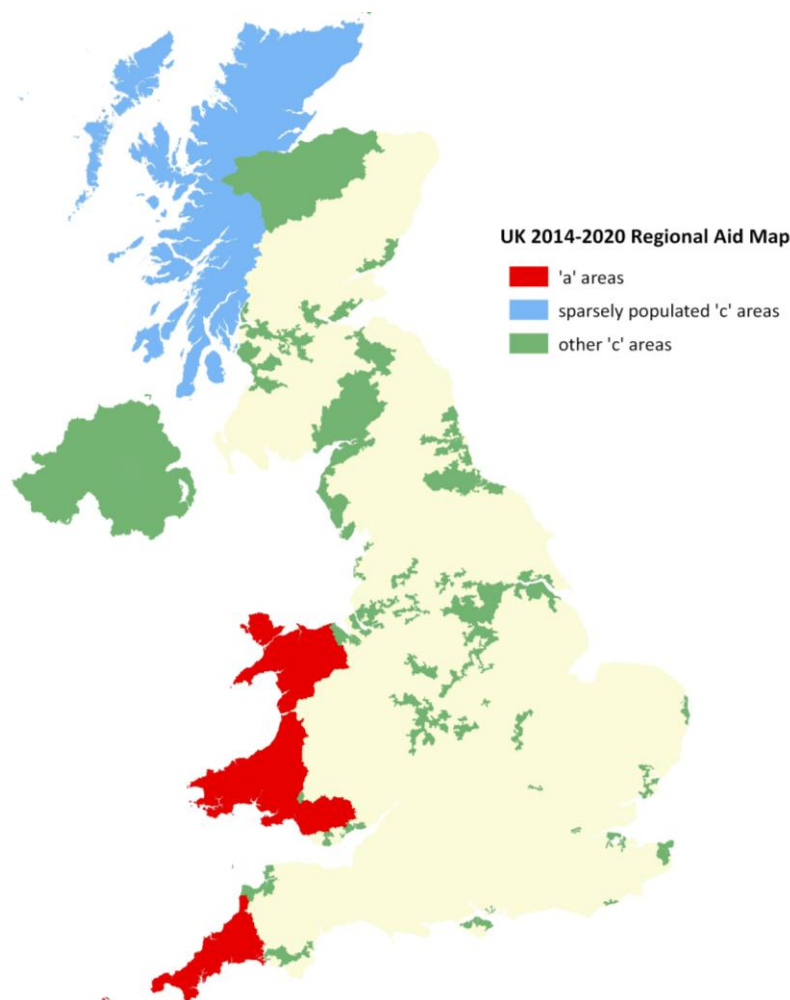 UK 2014-2020 Regional Aid Map
'a' areas
sparsely populated 'c' areas
other 'c' areas